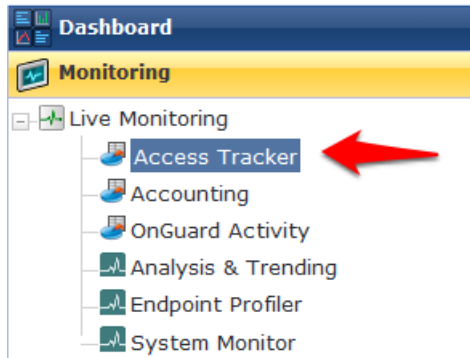 Dashboard
Monitoring
Live Monitoring
Access Tracker
Accounting
OnGuard Activity
Analysis & Trending
Endpoint Profiler
System Monitor